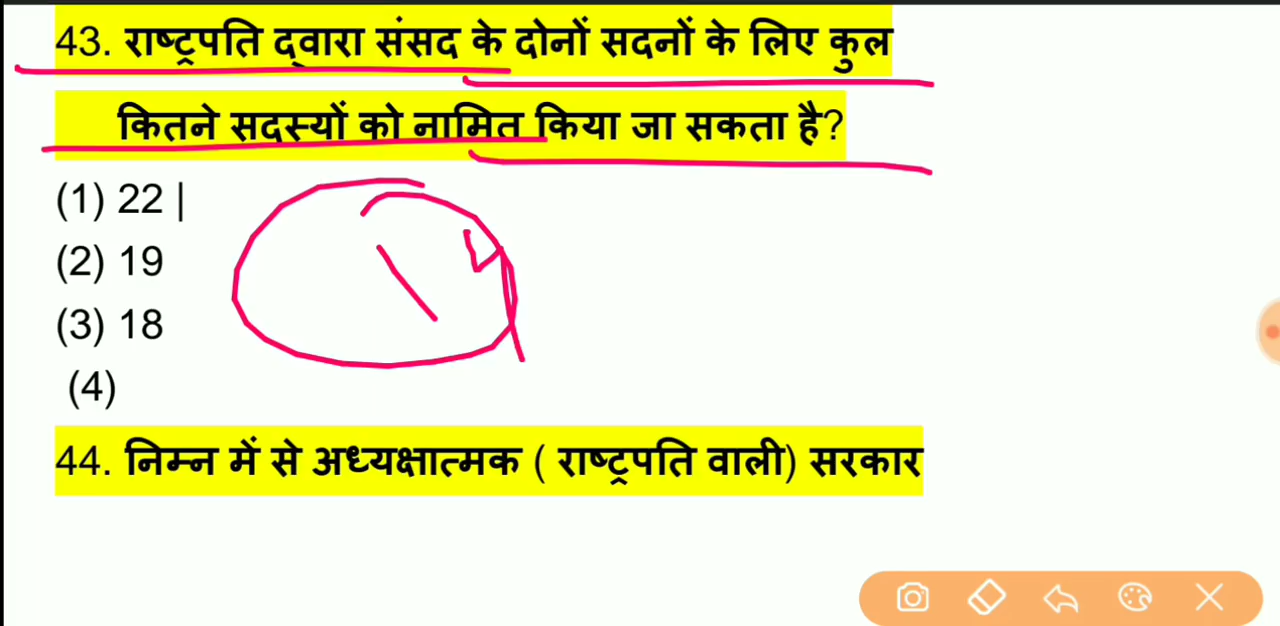 43. राष्ट्रपति द्वारा संसद के दोनों सदनों के लिए कुल
कितने सदस्यों को नामित किया जा सकता है?
(1) 22 |
(2) 19
(3) 18
(4)
44. निम्न में से अध्यक्षात्मक ( राष्ट्रपति वाली) सरकार